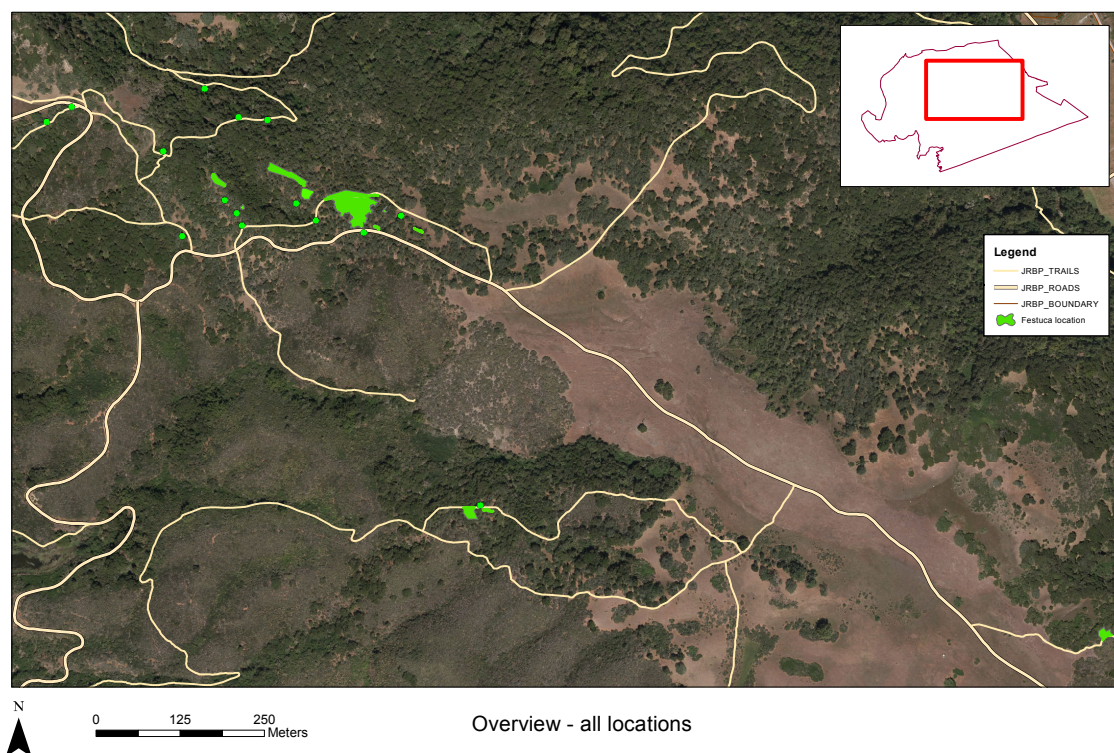 Legend
JRBP_TRAILS
JRBP_ROADS
JRBP_BOUNDARY
Festuca location
N
0 125 250
Meters
Overview - all locations